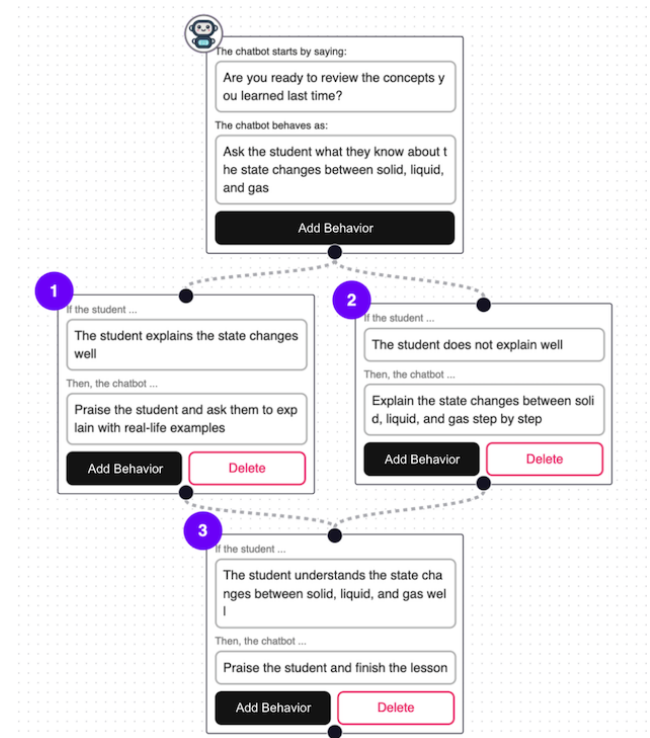 The chatbot starts by saying:
Are you ready to review the concepts y
ou learned last time?
The chatbot behaves as:
Ask the student what they know about t
he state changes between solid, liquid,
and gas
Add Behavior
1
If the student ...
The student explains the state changes
well
Then, the chatbot ...
Praise the student and ask them to exp
lain with real-life examples
Add Behavior
Delete
2
If the student ...
The student does not explain well
Then, the chatbot ...
Explain the state changes between soli
d, liquid, and gas step by step
Add Behavior
Delete
3
If the student ...
The student understands the state cha
nges between solid, liquid, and gas wel
l
Then, the chatbot ...
Praise the student and finish the lesson
Add Behavior
Delete